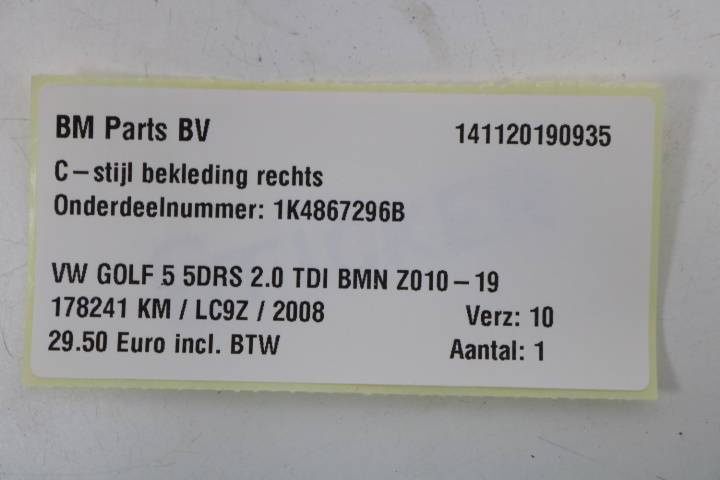 BM Parts BV 141120190935
C-stijl bekleding rechts
Onderdeelnummer: 1K4867296B
VW GOLF 5 5DRS 2.0 TDI BMN Z010-19
178241 KM / LC9Z / 2008 Verz: 10
29.50 Euro incl. BTW Aantal: 1